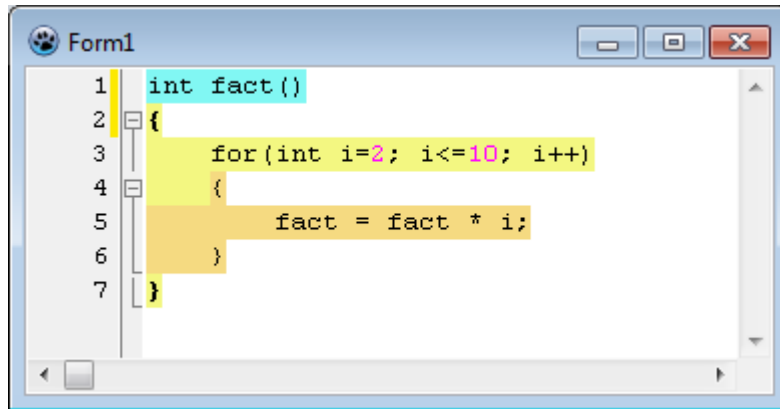 Form1
1 int fact()
2 {
3 for(int i=2; i<=10; i++)
4 {
5 fact = fact * i;
6 }
7 }